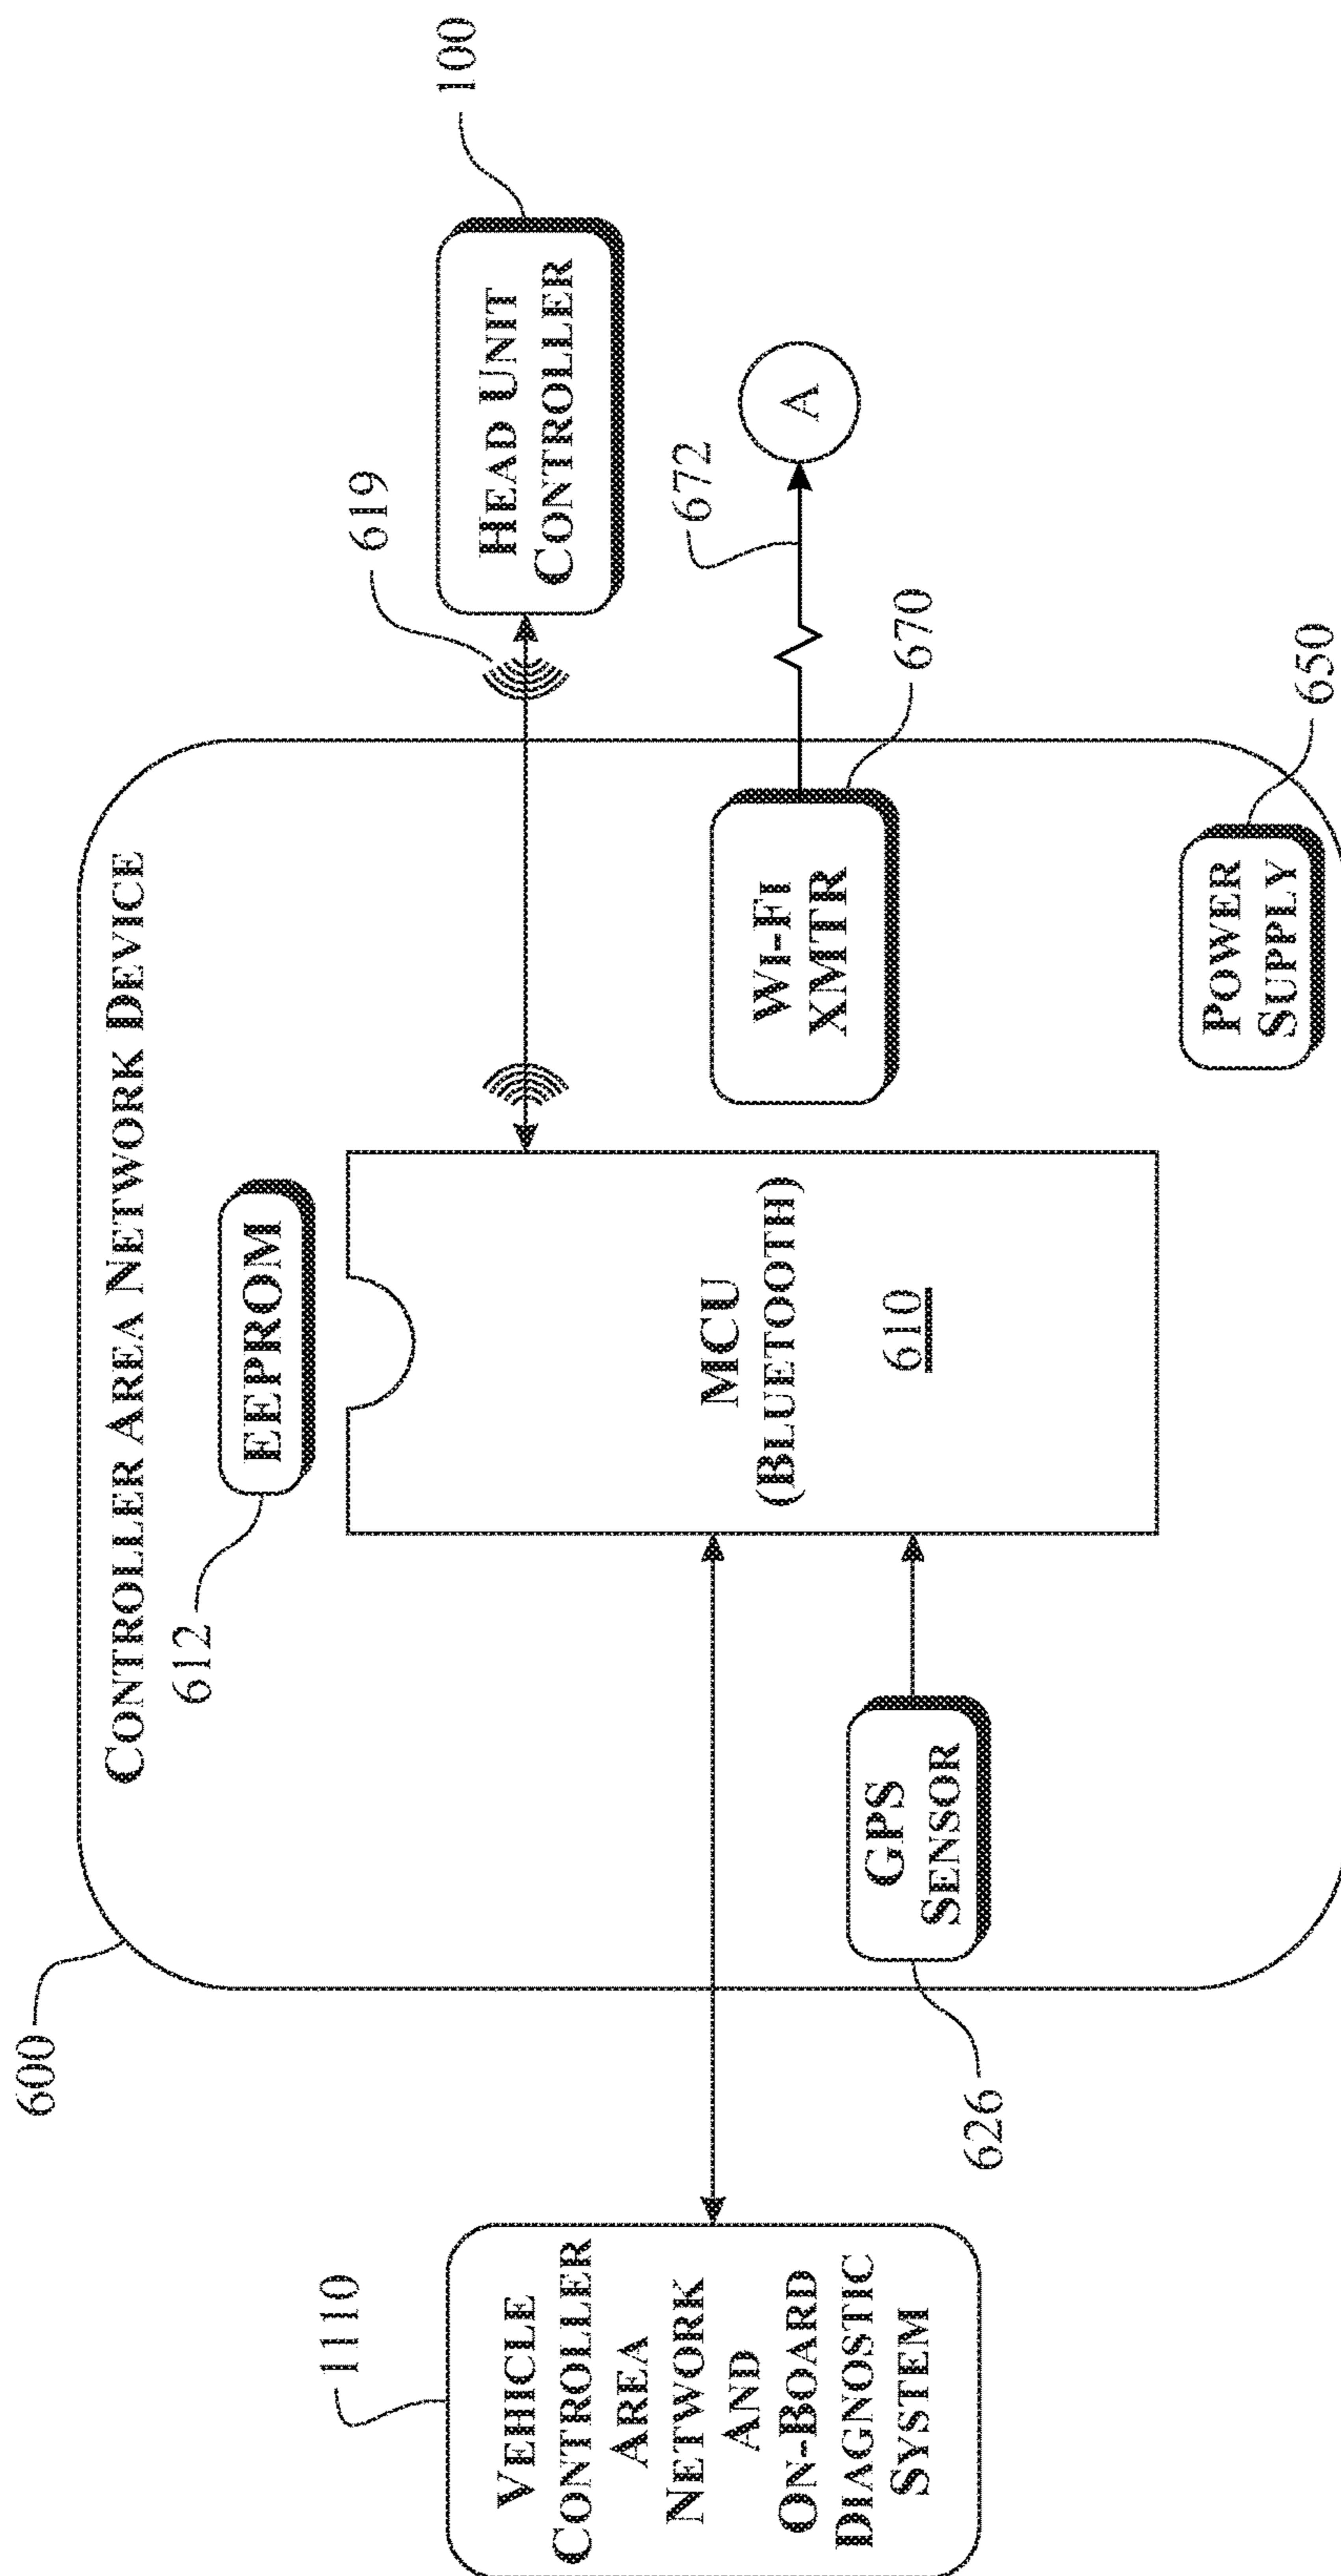 600
CONTROLLER AREA NETWORK DEVICE
612
EEPROM
619
100
HEAD UNIT
CONTROLLER
1110
VEHICLE
CONTROLLER
AREA
NETWORK
AND
ON-BOARD
DIAGNOSTIC
SYSTEM
MCU
(BLUETOOTH)
610
WI-FI
XMTR
672
A
670
GPS
SENSOR
626
POWER
SUPPLY
650